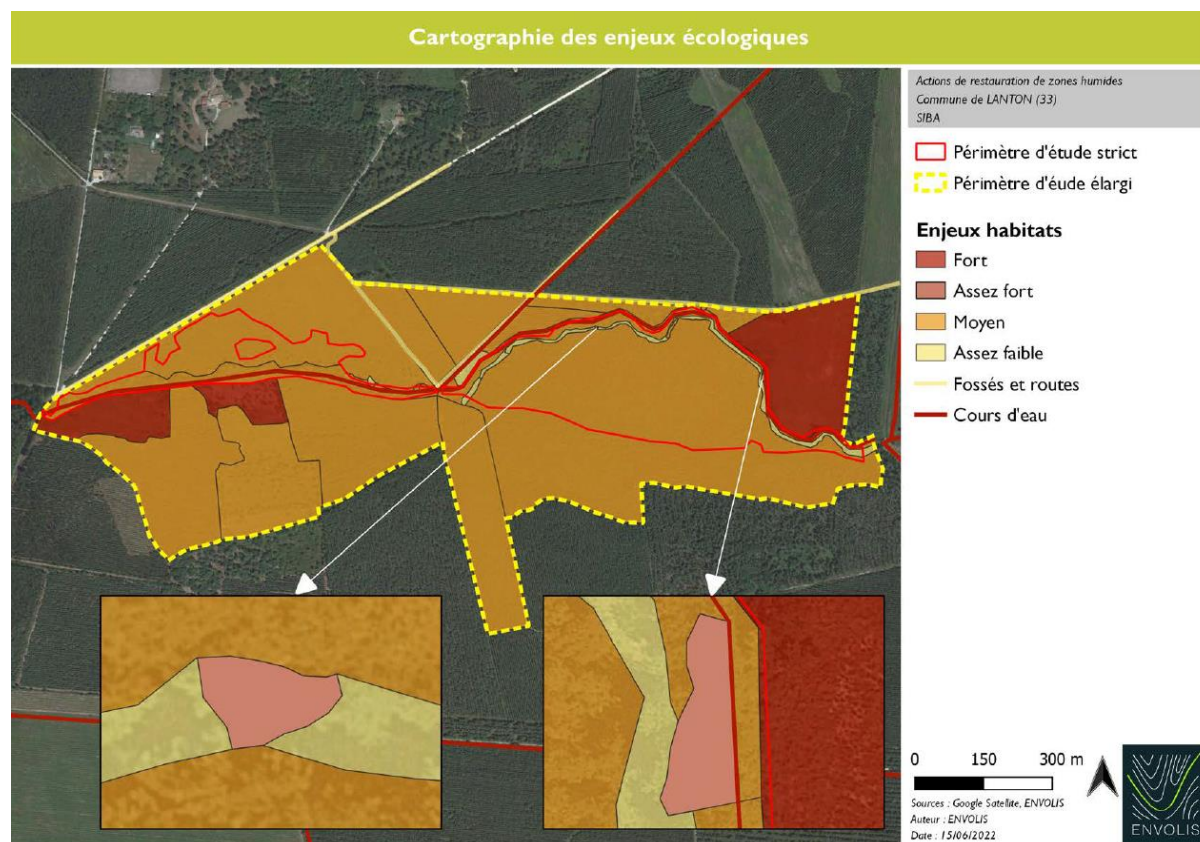 Cartographie des enjeux écologiques
Actions de restauration de zones humides
Commune de LANTON (33)
SIBA
Périmètre d'étude strict
Périmètre d'éude élargi
Enjeux habitats
Fort
Assez fort
Moyen
Assez faible
Fossés et routes
Cours d'eau
0 150 300 m
Sources : Google Satellite, ENVOLIS
Auteur : ENVOLIS
Date : 15/06/2022
ENVOLIS